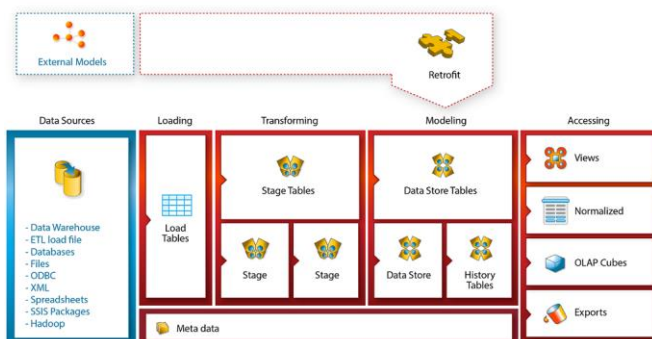 External Models
Retrofit
Data Sources
Loading
Transforming
Modeling
Accessing
- Data Warehouse
- ETL load file
- Databases
- Files
- ODBC
- XML
- Spreadsheets
- SSIS Packages
- Hadoop
Load
Tables
Stage Tables
Stage
Stage
Data Store Tables
Data Store
History
Tables
Views
Normalized
OLAP Cubes
Exports
Meta data